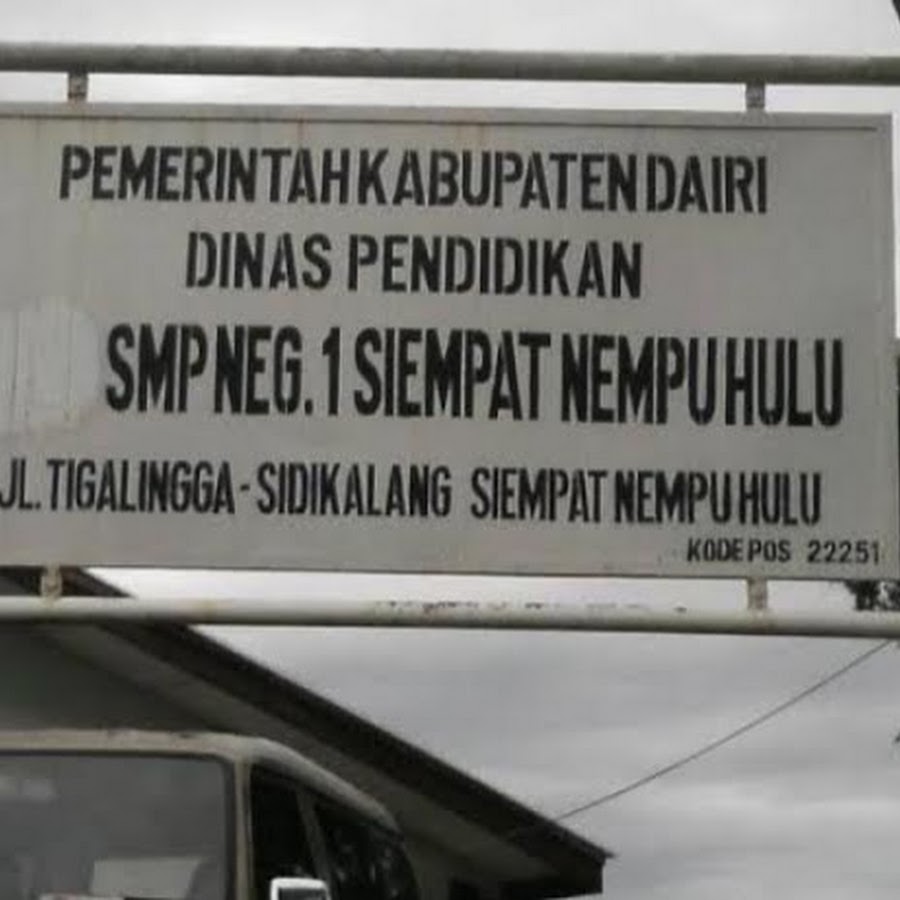 PEMERINTAH KABUPATEN DAIRI
DINAS PENDIDIKAN
SMP NEG. 1 SIEMPAT NEMPU HULU
JL. TIGALINGGA - SIDIKALANG SIEMPAT NEMPU HULU
KODE POS 22251